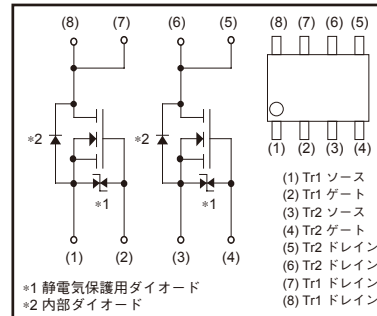 (8) (7) (6) (5)
(8) (7) (6) (5)
*2
*2
*1
*1
(1) (2) (3) (4)
(1) (2) (3) (4)
(1) Tr1 ソース
(2) Tr1 ゲート
(3) Tr2 ソース
(4) Tr2 ゲート
(5) Tr2 ドレイン
(6) Tr2 ドレイン
(7) Tr1 ドレイン
(8) Tr1 ドレイン
*1 静電気保護用ダイオード
*2 内部ダイオード